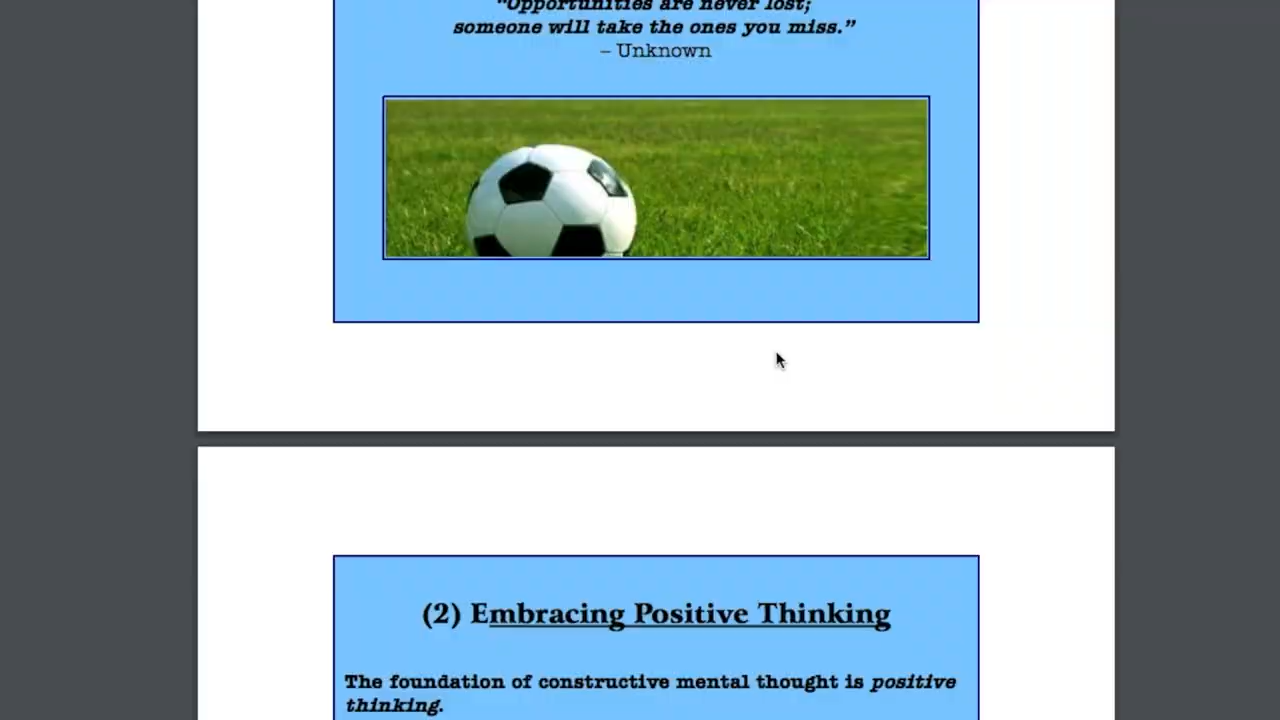 “Opportunities are never lost;
someone will take the ones you miss.”
– Unknown
(2) Embracing Positive Thinking
The foundation of constructive mental thought is positive
thinking.